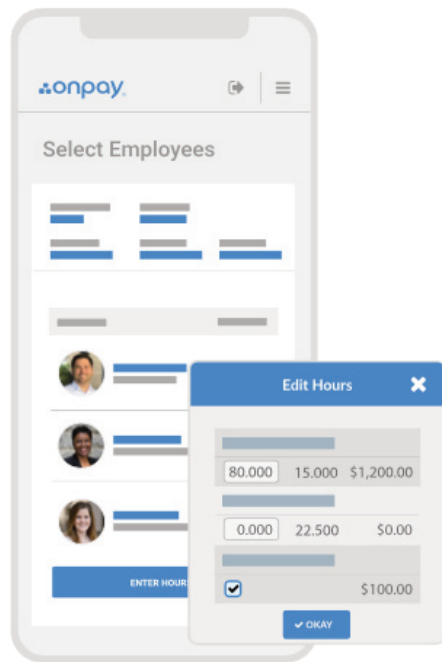 onpay.
Select Employees
ENTER HOUR
Edit Hours
80.000 15.000 $1,200.00
0.000 22.500 $0.00
$100.00
OKAY